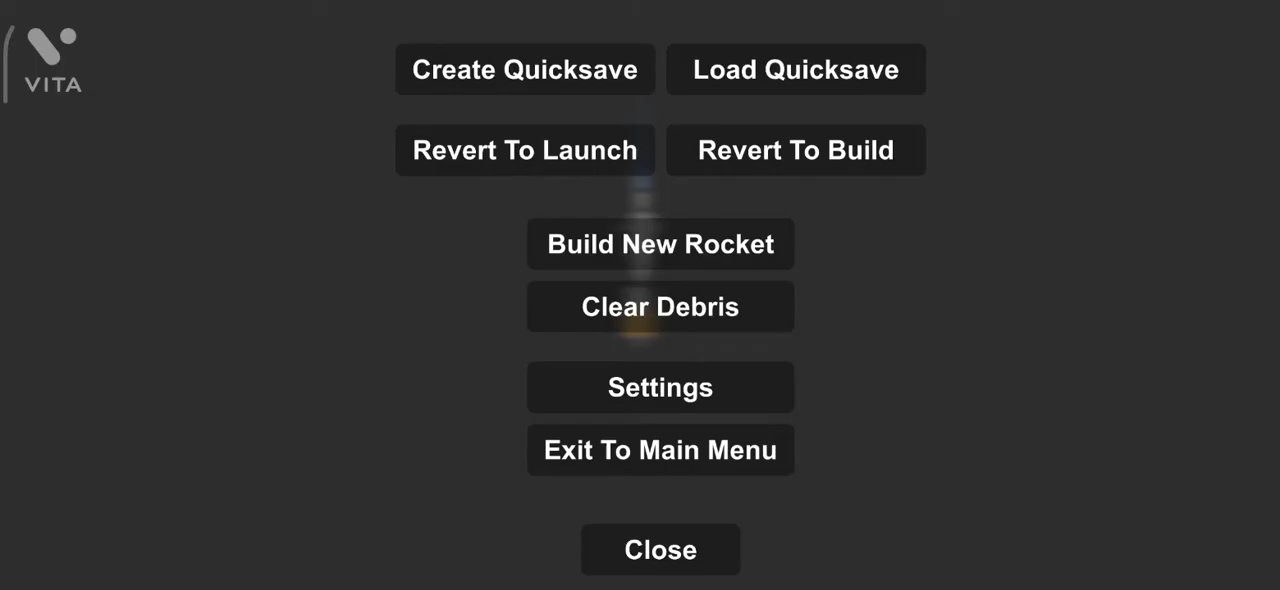 VITA
Create Quicksave Load Quicksave
Revert To Launch Revert To Build
Build New Rocket
Clear Debris
Settings
Exit To Main Menu
Close